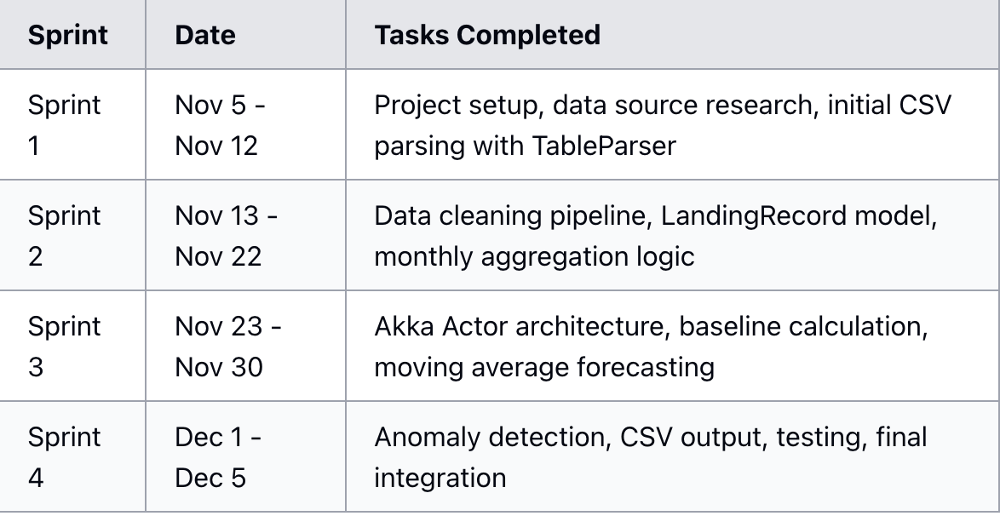 Sprint Date Tasks Completed
Sprint Nov 5 - Project setup, data source research, initial CSV
1 Nov 12 parsing with TableParser
Sprint Nov 13 - Data cleaning pipeline, LandingRecord model,
2 Nov 22 monthly aggregation logic
Sprint Nov 23 - Akka Actor architecture, baseline calculation,
3 Nov 30 moving average forecasting
Sprint Dec 1 - Anomaly detection, CSV output, testing, final
4 Dec 5 integration